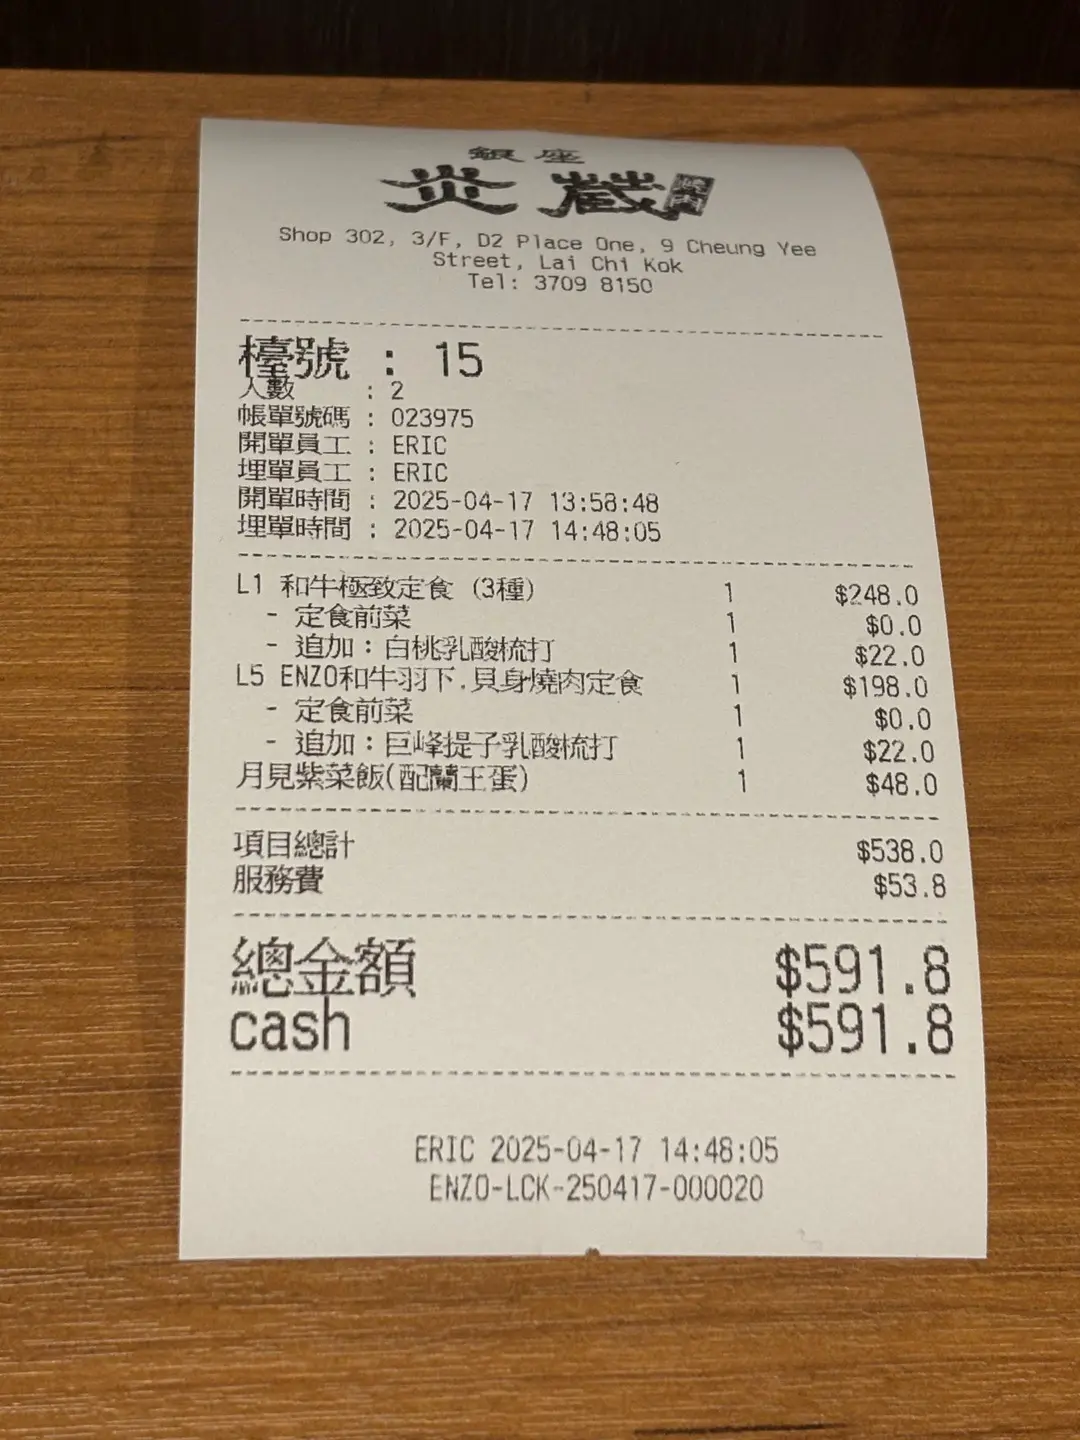 銀座
炎蔵 焼肉
Shop 302, 3/F, D2 Place One, 9 Cheung Yee
Street, Lai Chi Kok
Tel: 3709 8150
檯號 : 15
人數 : 2
帳單號碼 : 023975
開單員工 : ERIC
埋單員工 : ERIC
開單時間 : 2025-04-17 13:58:48
埋單時間 : 2025-04-17 14:48:05
L1 和牛極致定食 (3種) 1 $248.0
- 定食前菜 1 $0.0
- 追加：白桃乳酸梳打 1 $22.0
L5 ENZO和牛羽下.貝身燒肉定食 1 $198.0
- 定食前菜 1 $0.0
- 追加：巨峰提子乳酸梳打 1 $22.0
月見紫菜飯(配蘭王蛋) 1 $48.0
項目總計 $538.0
服務費 $53.8
總金額 $591.8
cash $591.8
ERIC 2025-04-17 14:48:05
ENZO-LCK-250417-000020